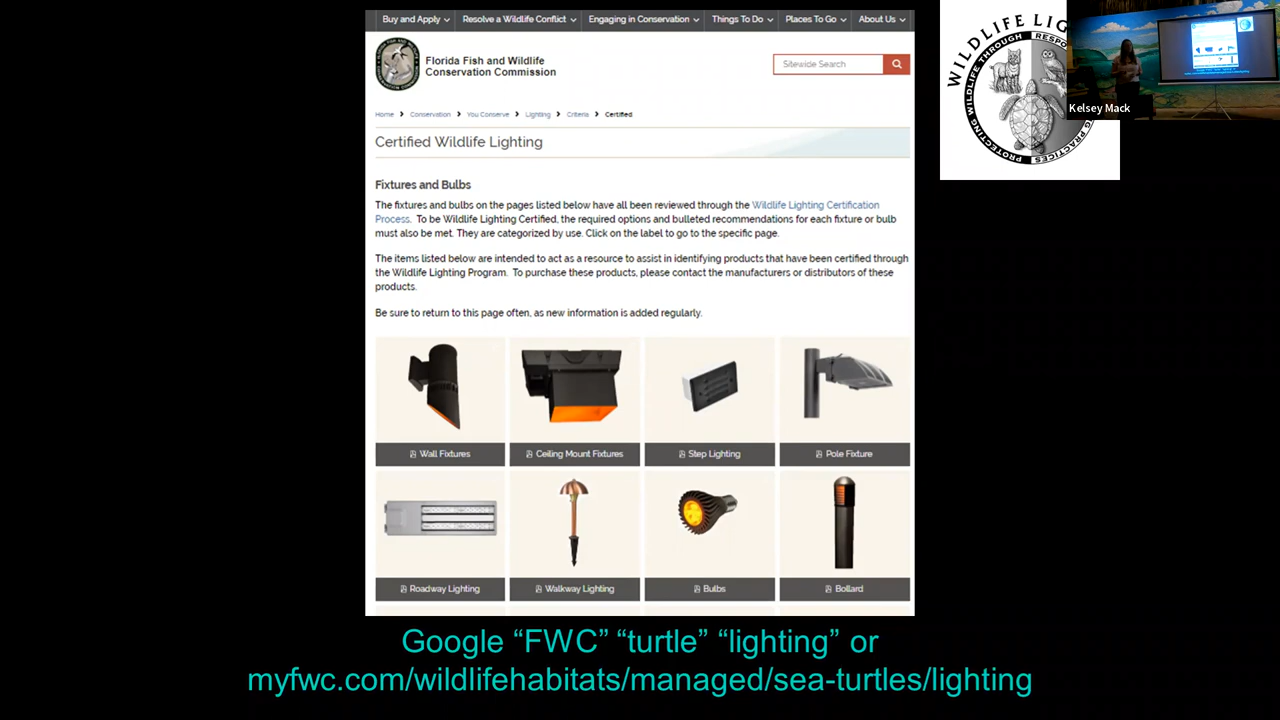 Buy and Apply
Resolve a Wildlife Conflict
Engaging in Conservation
Things To Do
Places To Go
About Us
Florida Fish and Wildlife
Conservation Commission
Sitewide Search
Home > Conservation > You Conserve > Lighting > Criteria > Certified
Certified Wildlife Lighting
Fixtures and Bulbs
The fixtures and bulbs on the pages listed below have all been reviewed through the Wildlife Lighting Certification
Process. To be Wildlife Lighting Certified, the required options and bulleted recommendations for each fixture or bulb
must also be met. They are categorized by use. Click on the label to go to the specific page.
The items listed below are intended to act as a resource to assist in identifying products that have been certified through
the Wildlife Lighting Program. To purchase these products, please contact the manufacturers or distributors of these
products.
Be sure to return to this page often, as new information is added regularly.
Wall Fixtures
Ceiling Mount Fixtures
Step Lighting
Pole Fixture
Roadway Lighting
Walkway Lighting
Bulbs
Bollard
Google “FWC” “turtle” “lighting” or
myfwc.com/wildlifehabitats/managed/sea-turtles/lighting
WILDLIFE
PROTECTING WILDLIFE THROUGH
PRACTICES
Kelsey Mack